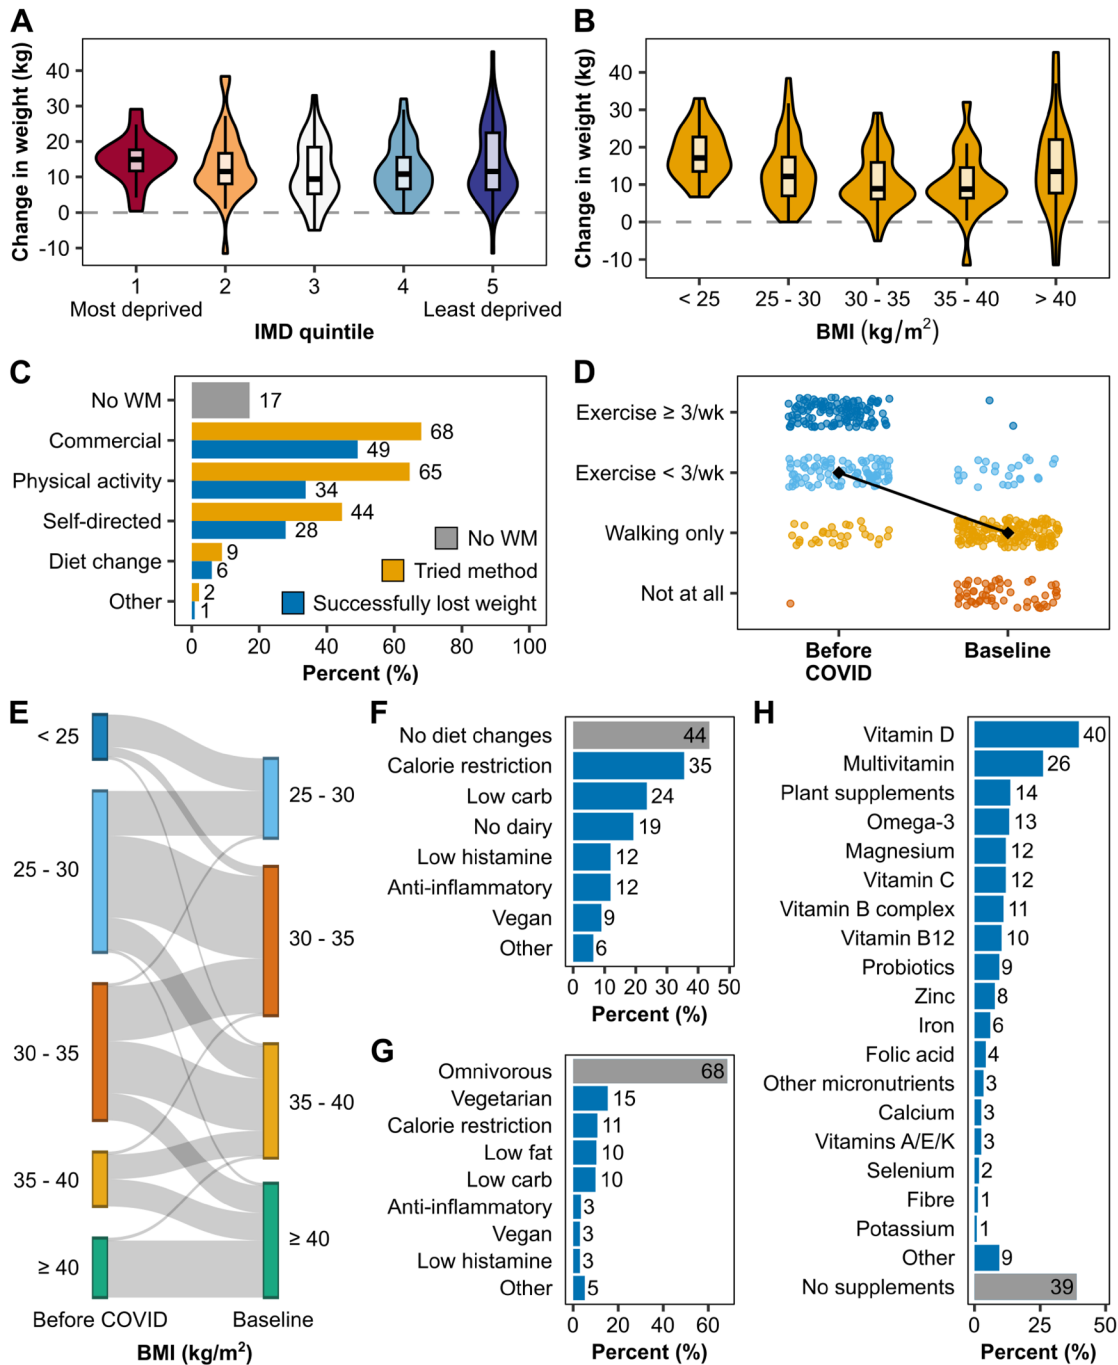 A
Change in weight (kg)
40
30
20
10
0
-10
1
2
3
4
5
Most deprived
Least deprived
IMD quintile
B
Change in weight (kg)
40
30
20
10
0
-10
< 25
25 - 30
30 - 35
35 - 40
> 40
BMI (kg/m²)
C
No WM
17
Commercial
68
49
Physical activity
65
34
Self-directed
44
28
Diet change
9
6
Other
2
1
No WM
Tried method
Successfully lost weight
0
20
40
60
80
100
Percent (%)
D
Exercise ≥ 3/wk
Exercise < 3/wk
Walking only
Not at all
Before
COVID
Baseline
E
< 25
25 - 30
30 - 35
35 - 40
≥ 40
25 - 30
30 - 35
35 - 40
≥ 40
Before COVID
Baseline
BMI (kg/m²)
F
No diet changes 44
Calorie restriction 35
Low carb 24
No dairy 19
Low histamine 12
Anti-inflammatory 12
Vegan 9
Other 6
0 10 20 30 40 50
Percent (%)
G
Omnivorous 68
Vegetarian 15
Calorie restriction 11
Low fat 10
Low carb 10
Anti-inflammatory 3
Vegan 3
Low histamine 3
Other 5
0 20 40 60
Percent (%)
H
Vitamin D 40
Multivitamin 26
Plant supplements 14
Omega-3 13
Magnesium 12
Vitamin C 12
Vitamin B complex 11
Vitamin B12 10
Probiotics 9
Zinc 8
Iron 6
Folic acid 4
Other micronutrients 3
Calcium 3
Vitamins A/E/K 3
Selenium 2
Fibre 1
Potassium 1
Other 9
No supplements 39
0 25 50
Percent (%)